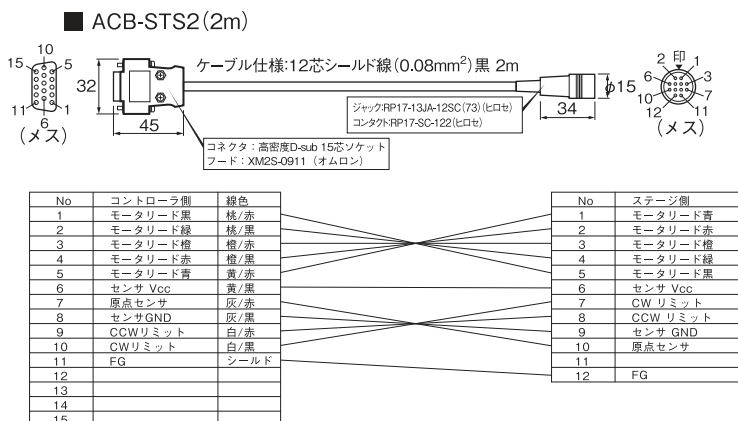 ■ ACB-STS2(2m)
ケーブル仕様:12芯シールド線(0.08mm²)黒 2m
10
15
5
11
1
6
(メス)
32
45
コネクタ：高密度D-sub 15芯ソケット
フード：XM2S-0911（オムロン）
ジャック:RP17-13JA-12SC(73)(ヒロセ)
コンタクト:RP17-SC-122(ヒロセ)
34
φ15
2 印 1
6 3
10 7
12 11
(メス)
No コントローラ側 線色
1 モータリード黒 桃/赤
2 モータリード緑 桃/黒
3 モータリード橙 橙/赤
4 モータリード赤 橙/黒
5 モータリード青 黄/赤
6 センサ Vcc 黄/黒
7 原点センサ 灰/赤
8 センサGND 灰/黒
9 CCWリミット 白/赤
10 CWリミット 白/黒
11 FG シールド
12
13
14
15
No ステージ側
1 モータリード青
2 モータリード赤
3 モータリード橙
4 モータリード緑
5 モータリード黒
6 センサ Vcc
7 CW リミット
8 CCW リミット
9 センサ GND
10 原点センサ
11
12 FG